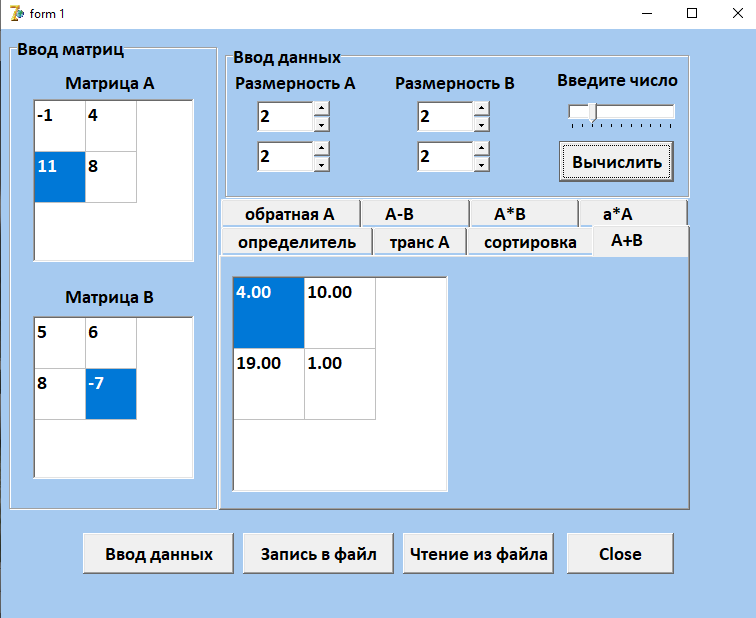 form 1
Ввод матриц
Матрица A
-1 4
11 8
Матрица B
5 6
8 -7
Ввод данных
Размерность A Размерность B Введите число
2 2
2 2
Вычислить
обратная A A-B A*B a*A
определитель транс A сортировка A+B
4.00 10.00
19.00 1.00
Ввод данных Запись в файл Чтение из файла Close